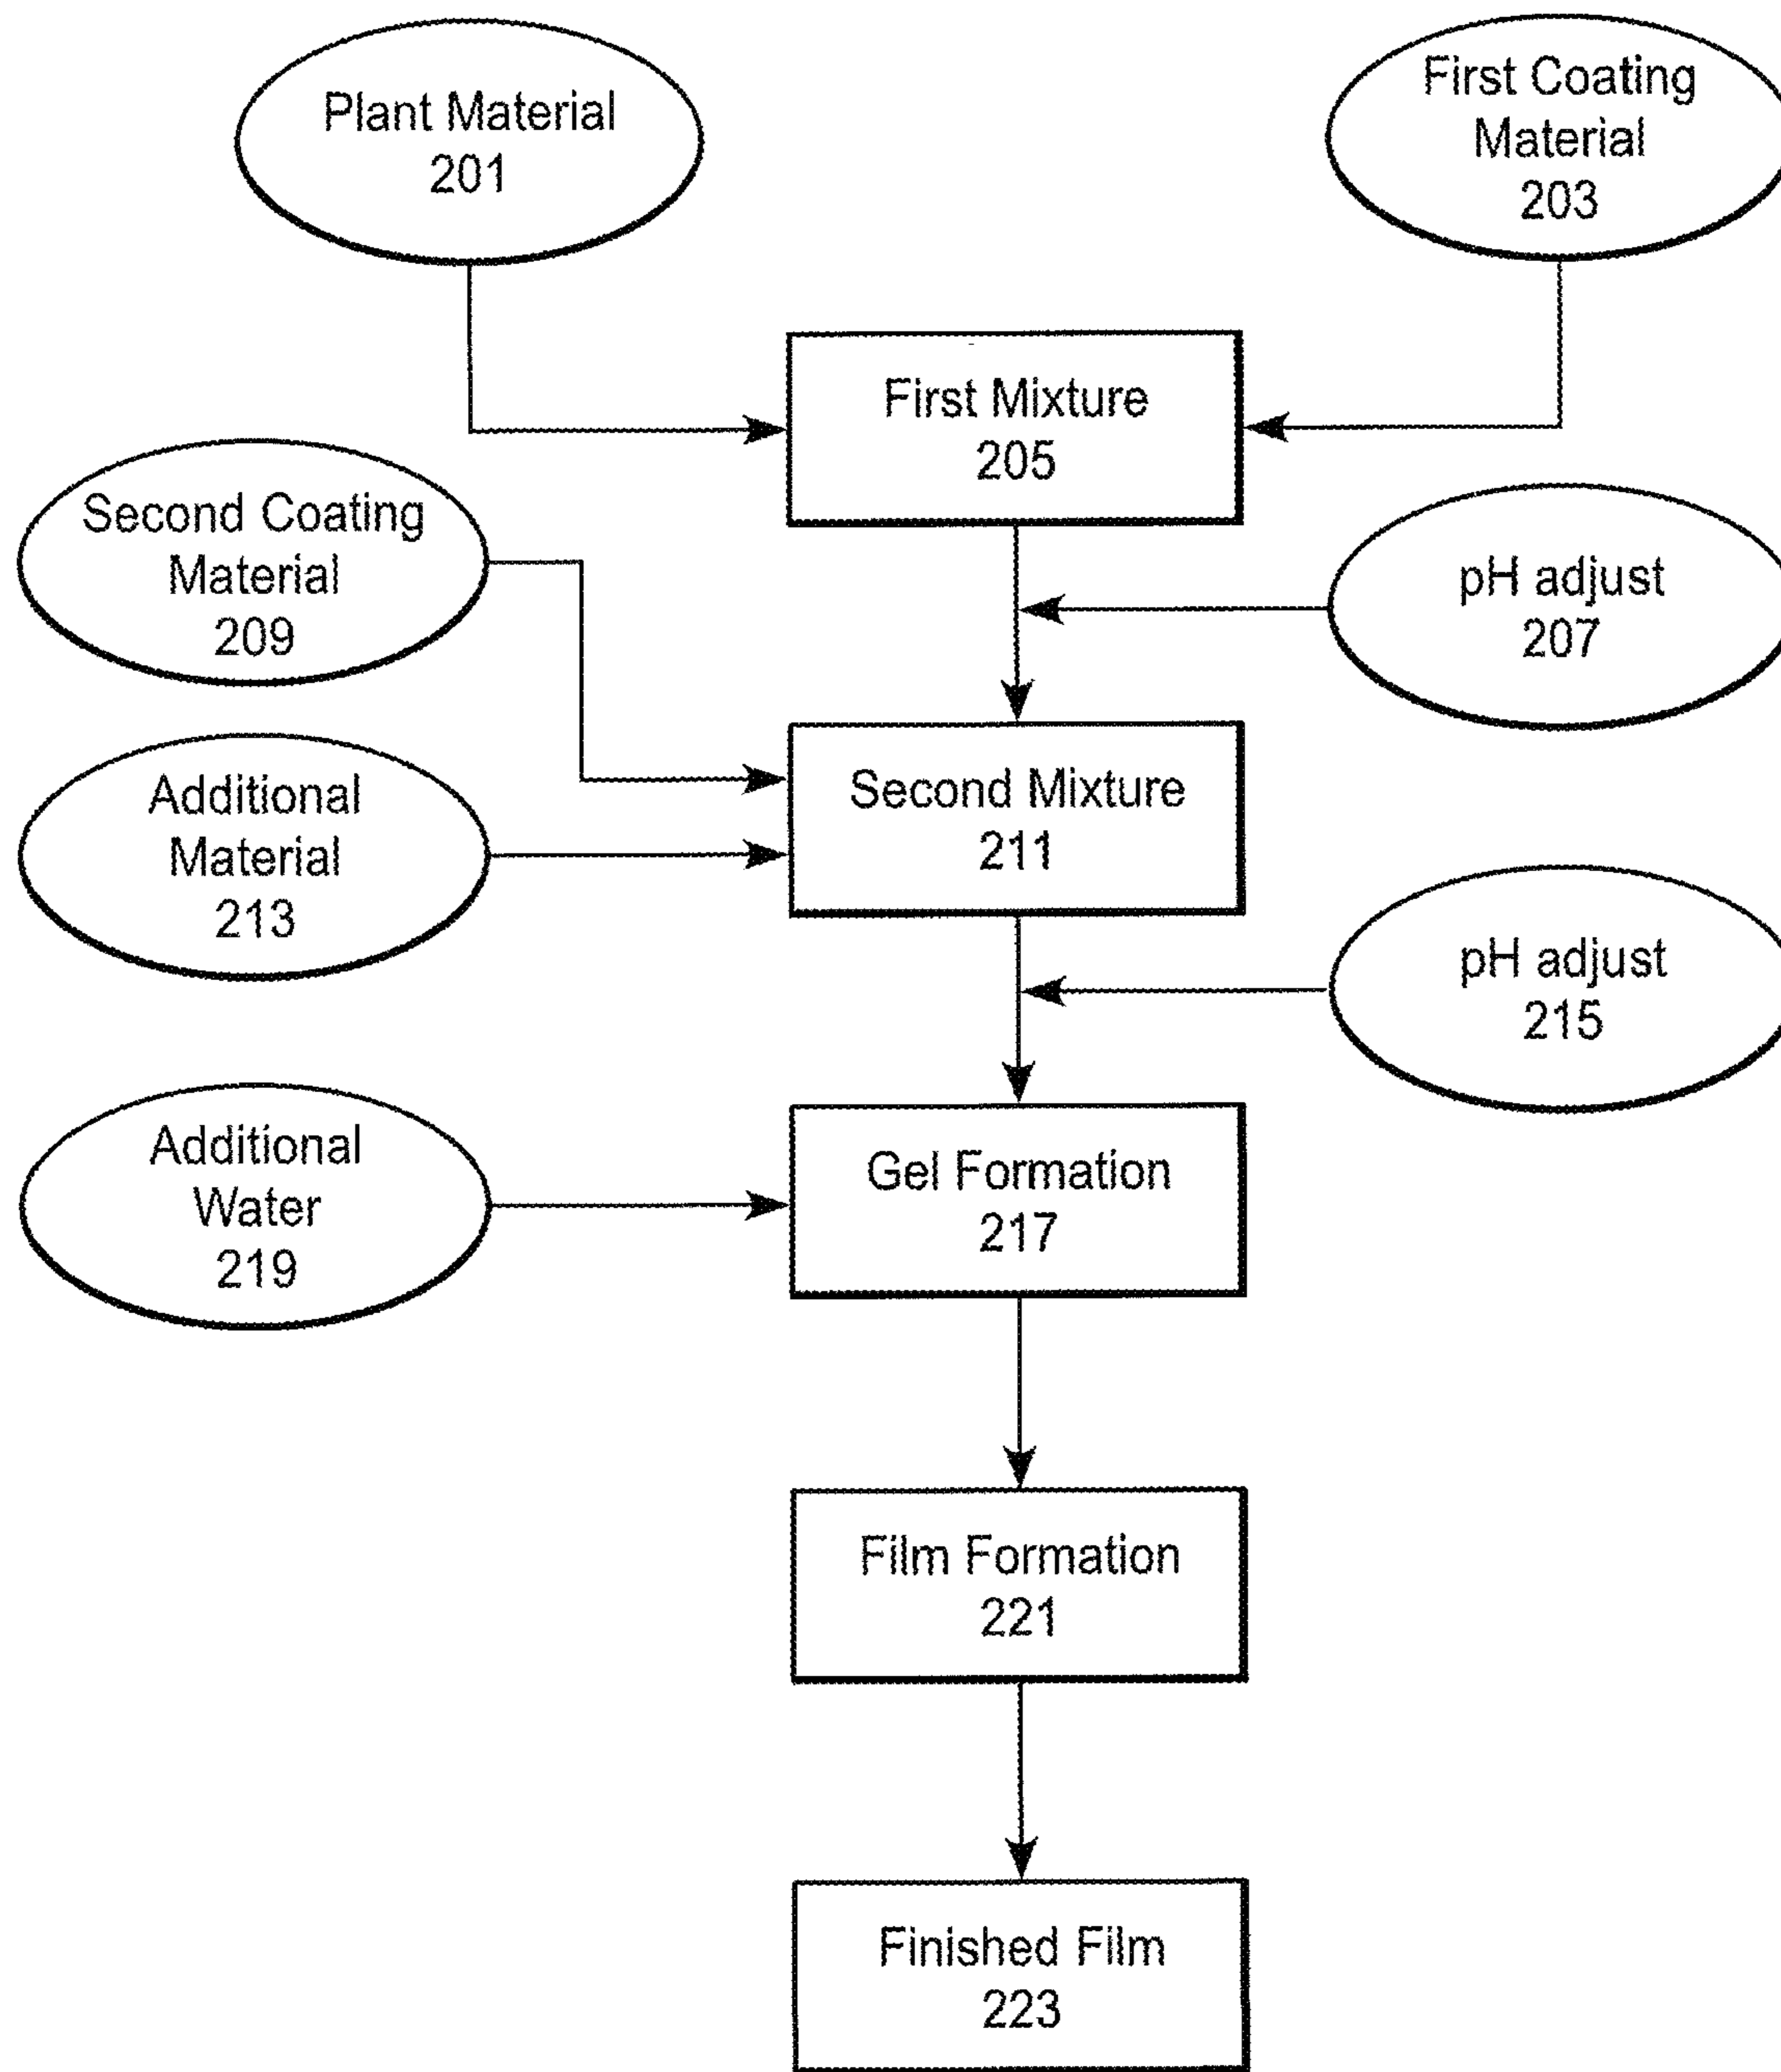 Plant Material
201
First Coating
Material
203
First Mixture
205
pH adjust
207
Second Coating
Material
209
Second Mixture
211
Additional
Material
213
pH adjust
215
Gel Formation
217
Additional
Water
219
Film Formation
221
Finished Film
223